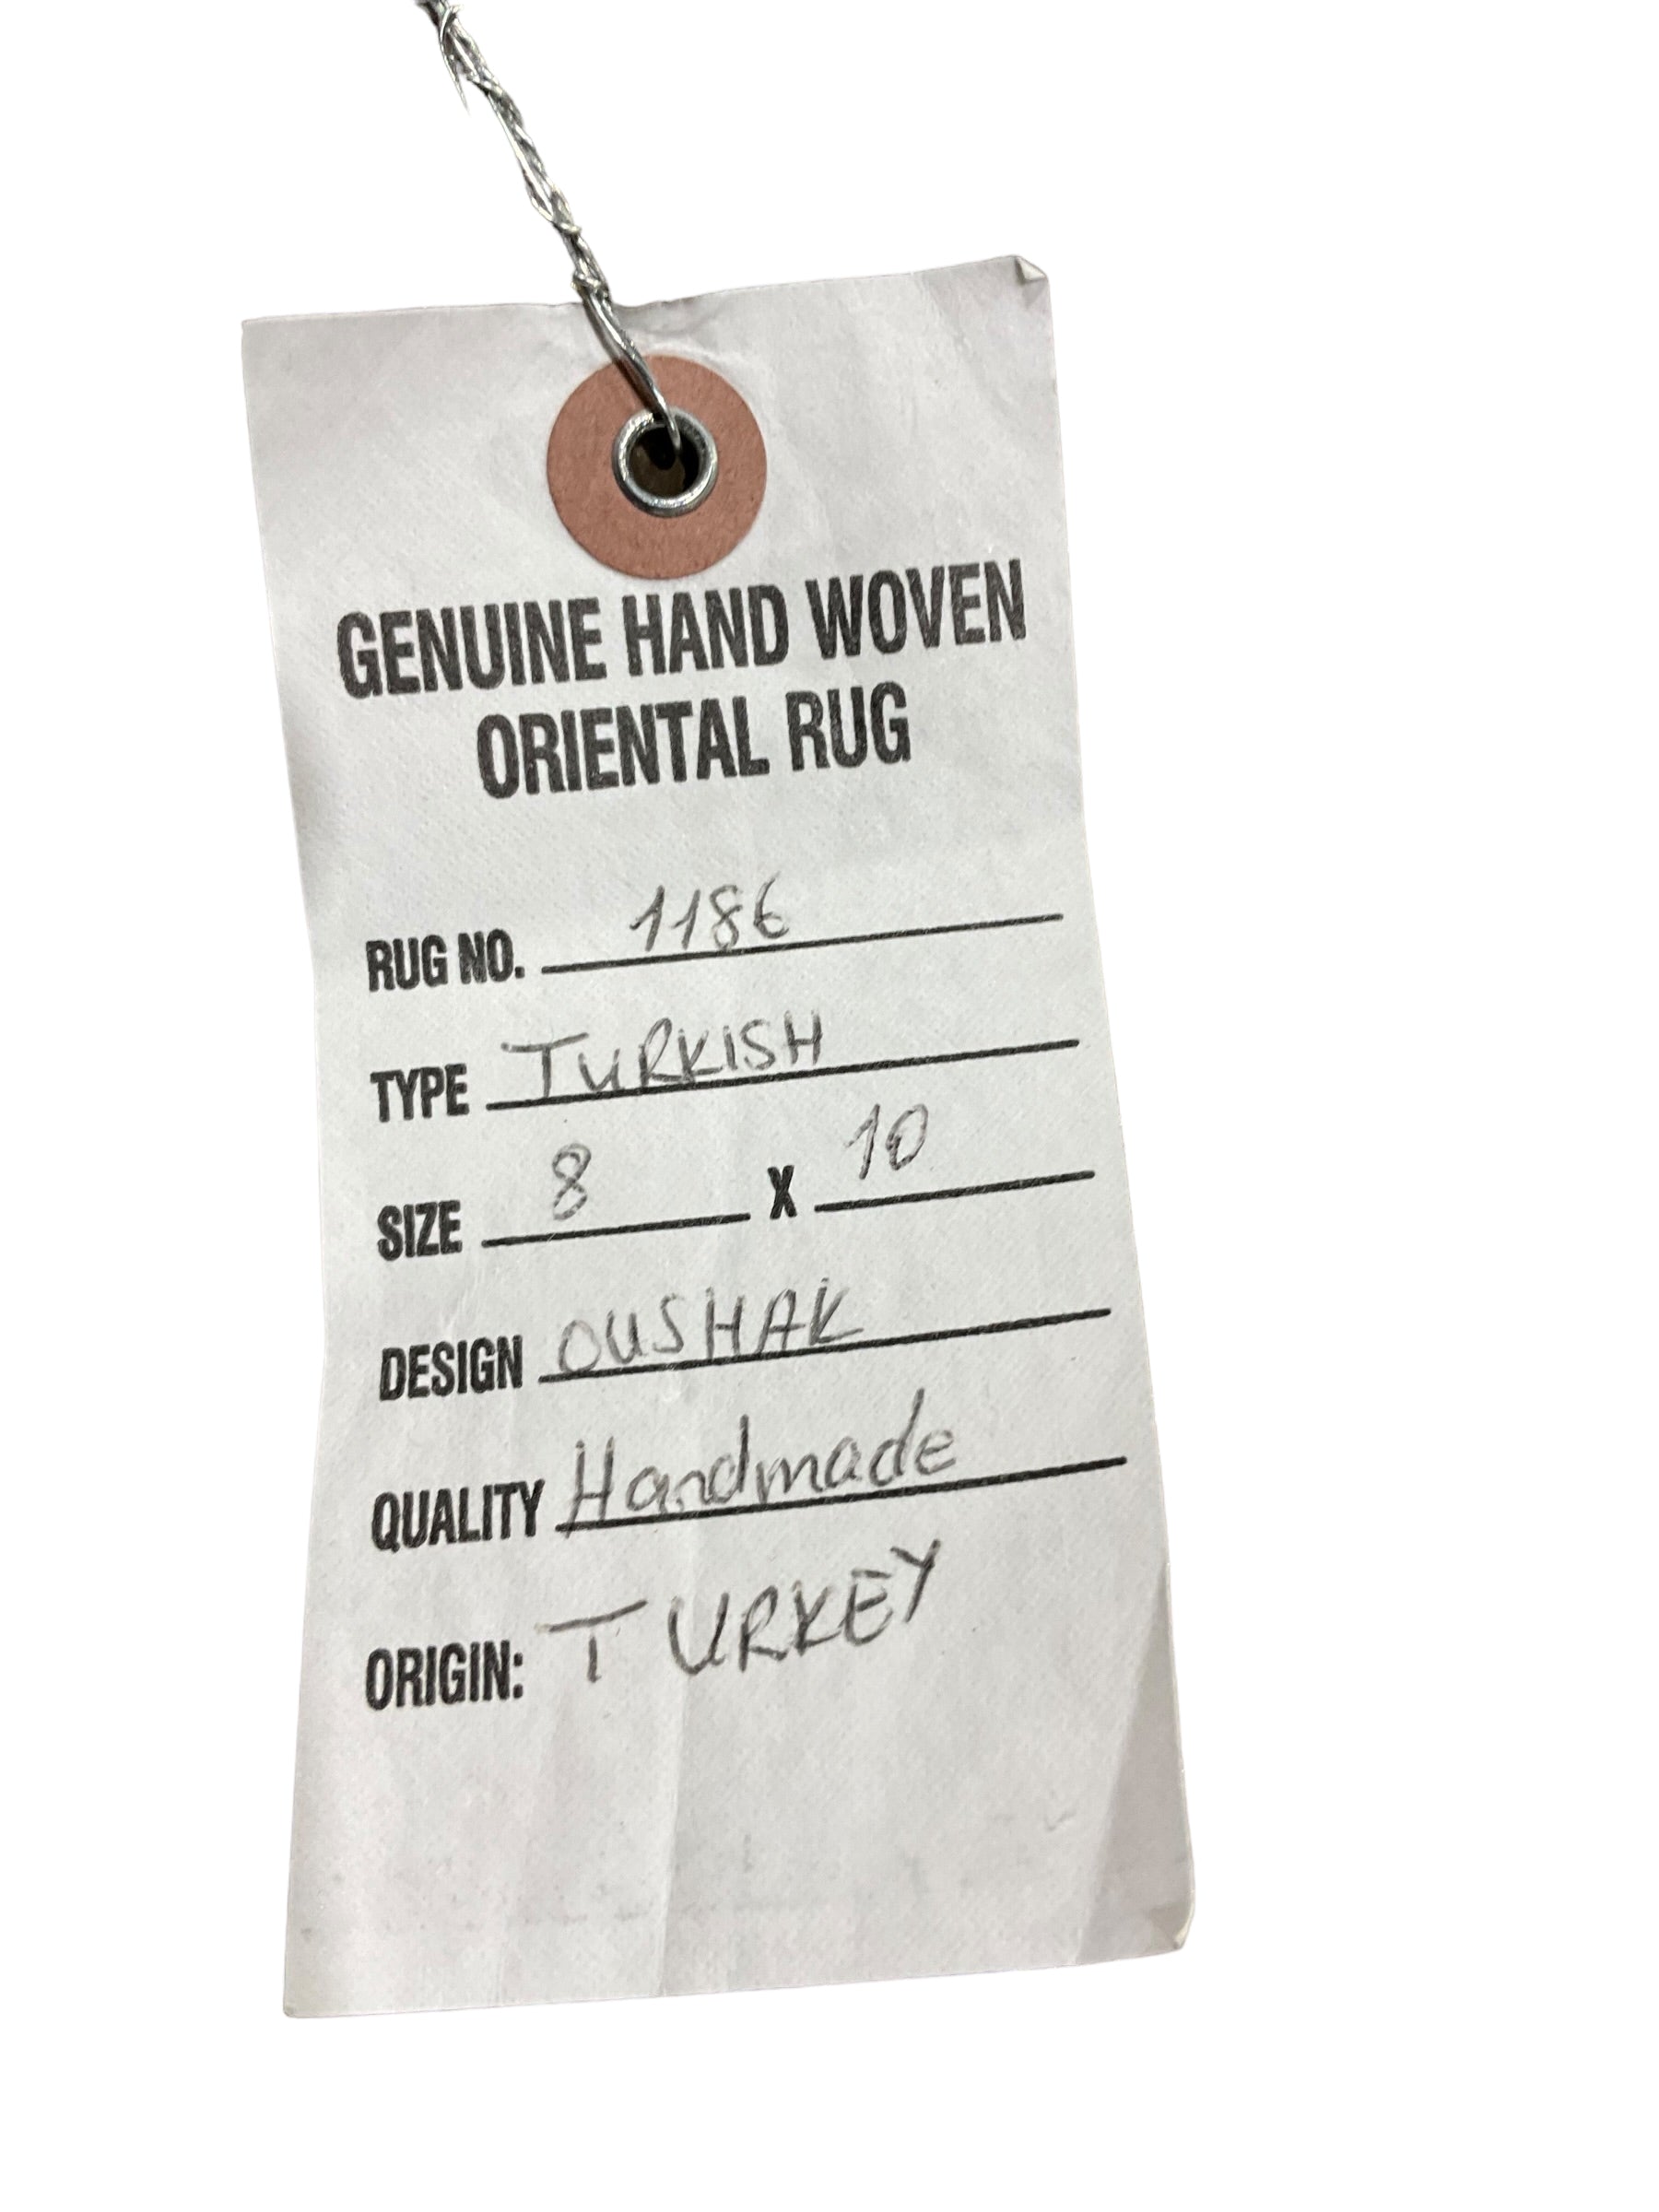 GENUINE HAND WOVEN
ORIENTAL RUG
RUG NO. 1186
TYPE TURKISH
SIZE 8 X 10
DESIGN OUSHAK
QUALITY Handmade
ORIGIN: TURKEY